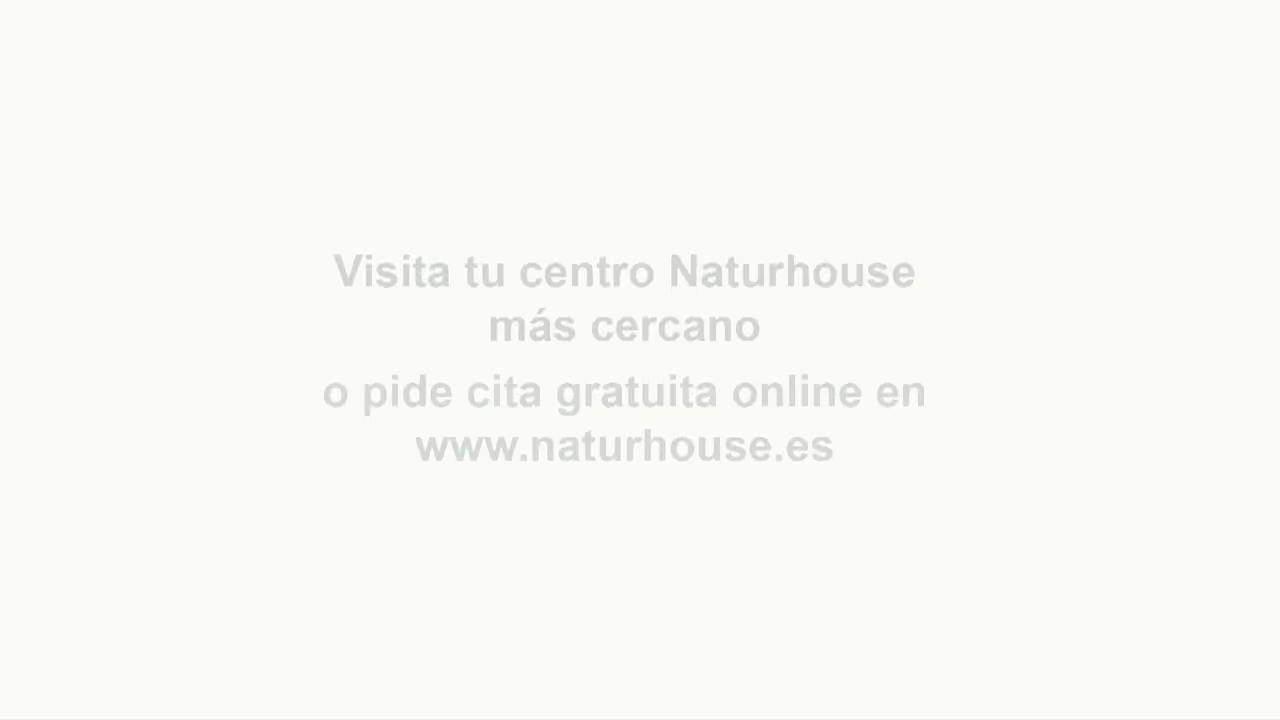 Visita tu centro Naturhouse
más cercano
o pide cita gratuita online en
www.naturhouse.es